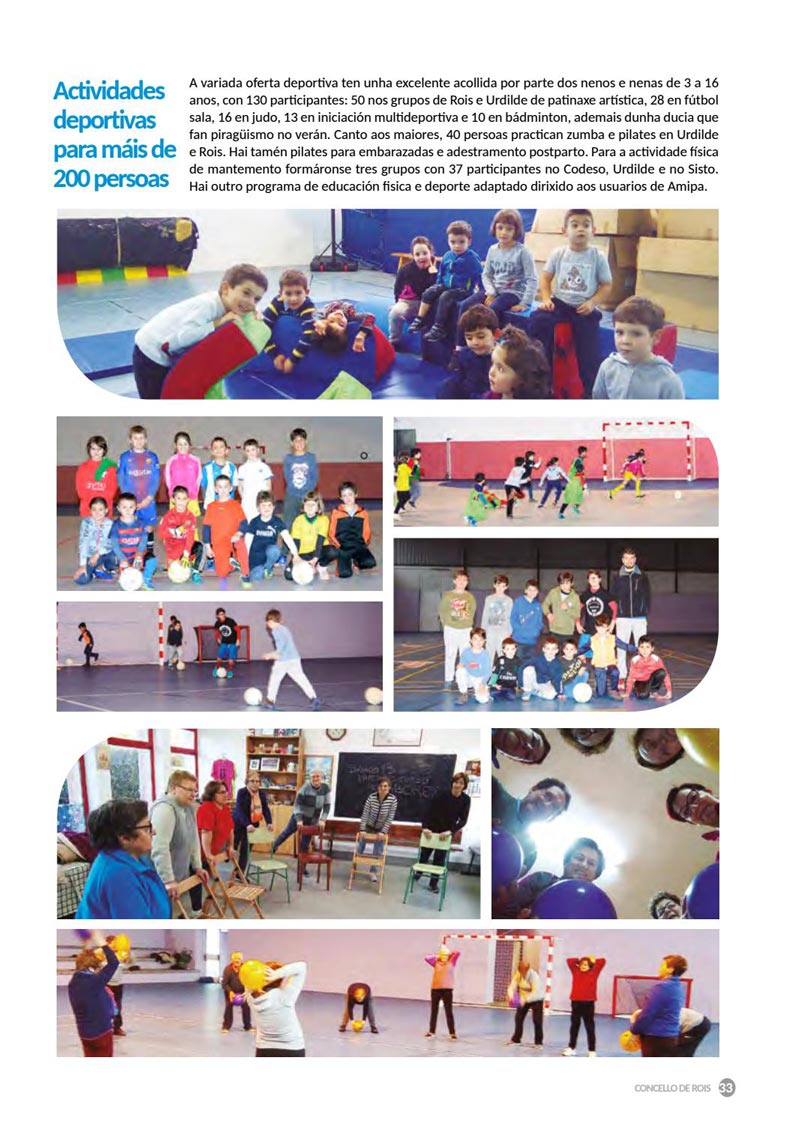 Actividades
deportivas
para máis de
200 persoas
A variada oferta deportiva ten unha excelente acollida por parte dos nenos e nenas de 3 a 16
anos, con 130 participantes: 50 nos grupos de Rois e Urdilde de patinaxe artística, 28 en fútbol
sala, 16 en judo, 13 en iniciación multideportiva e 10 en bádminton, ademais dunha ducia que
fan piragüismo no verán. Canto aos maiores, 40 persoas practican zumba e pilates en Urdilde
e Rois. Hai tamén pilates para embarazadas e adestramento postparto. Para a actividade física
de mantemento formáronse tres grupos con 37 participantes no Codeso, Urdilde e no Sisto.
Hai outro programa de educación física e deporte adaptado dirixido aos usuarios de Amipa.
CONCELLO DE ROIS 33